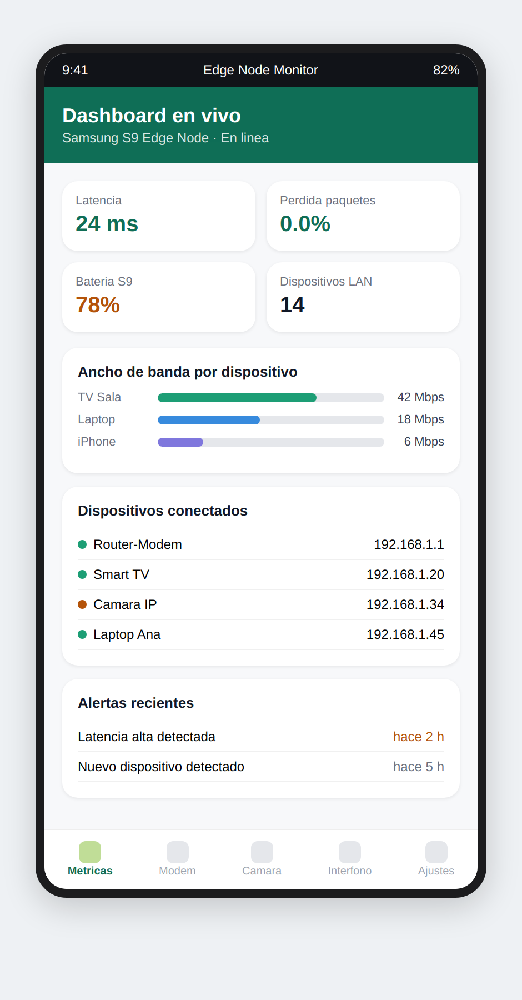 9:41 Edge Node Monitor 82%
Dashboard en vivo
Samsung S9 Edge Node · En linea
Latencia
24 ms
Perdida paquetes
0.0%
Bateria S9
78%
Dispositivos LAN
14
Ancho de banda por dispositivo
TV Sala 42 Mbps
Laptop 18 Mbps
iPhone 6 Mbps
Dispositivos conectados
Router-Modem 192.168.1.1
Smart TV 192.168.1.20
Camara IP 192.168.1.34
Laptop Ana 192.168.1.45
Alertas recientes
Latencia alta detectada hace 2 h
Nuevo dispositivo detectado hace 5 h
Metricas Modem Camara Interfono Ajustes